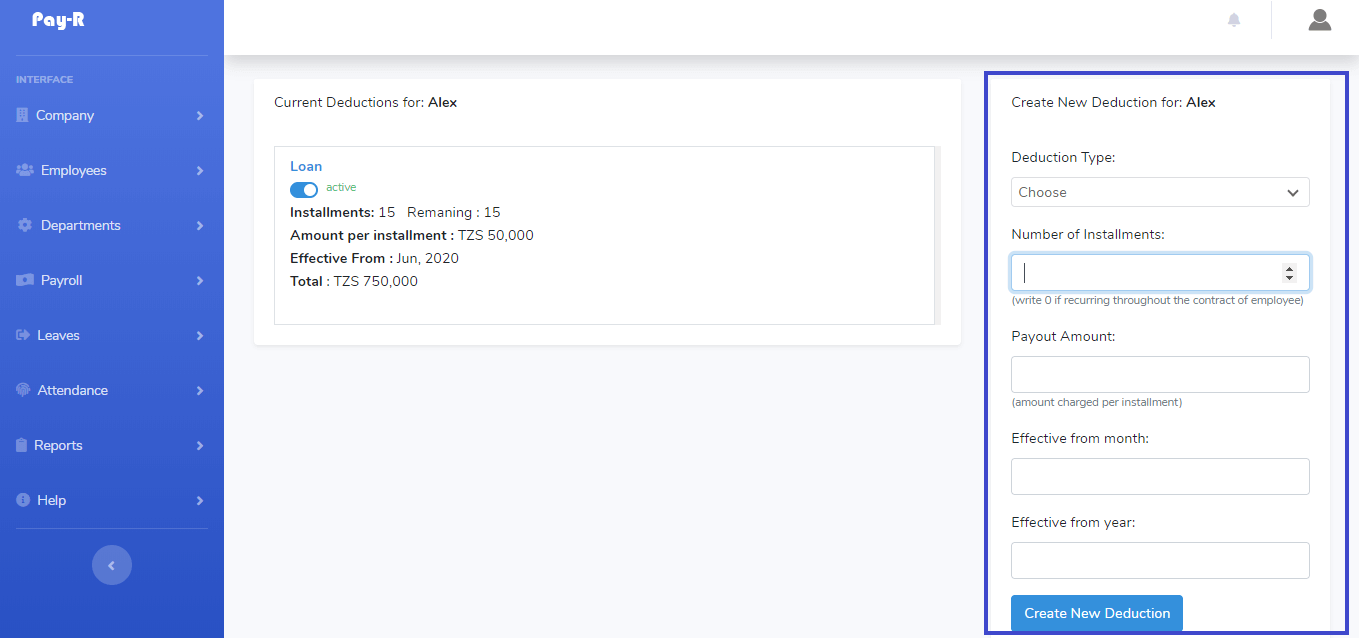 Pay-R
INTERFACE
Company
Employees
Departments
Payroll
Leaves
Attendance
Reports
Help
Current Deductions for: Alex
Loan
active
Installments: 15 Remaning : 15
Amount per installment : TZS 50,000
Effective From : Jun, 2020
Total : TZS 750,000
Create New Deduction for: Alex
Deduction Type:
Choose
Number of Installments:
(write 0 if recurring throughout the contract of employee)
Payout Amount:
(amount charged per installment)
Effective from month:
Effective from year:
Create New Deduction